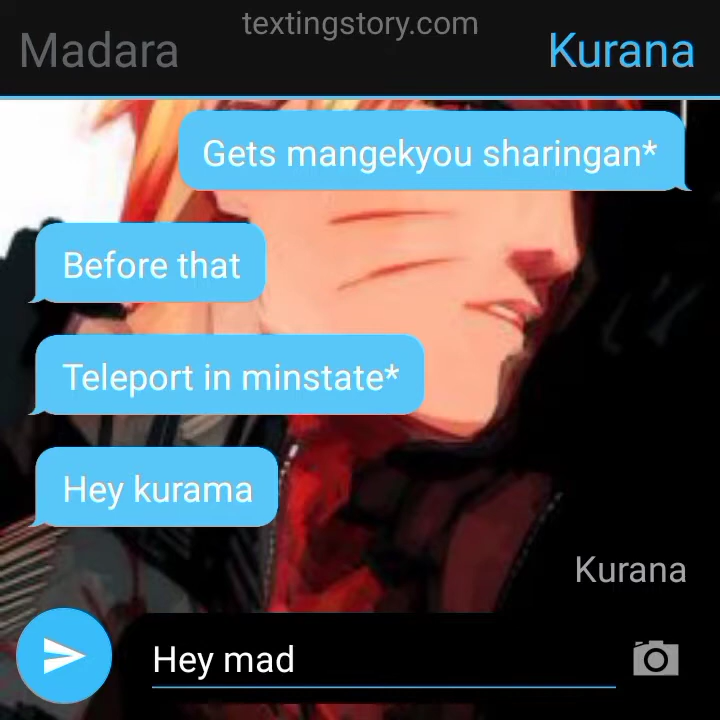 textingstory.com
Madara
Kurana
Gets mangekyou sharingan*
Before that
Teleport in minstate*
Hey kurama
Kurana
Hey mad